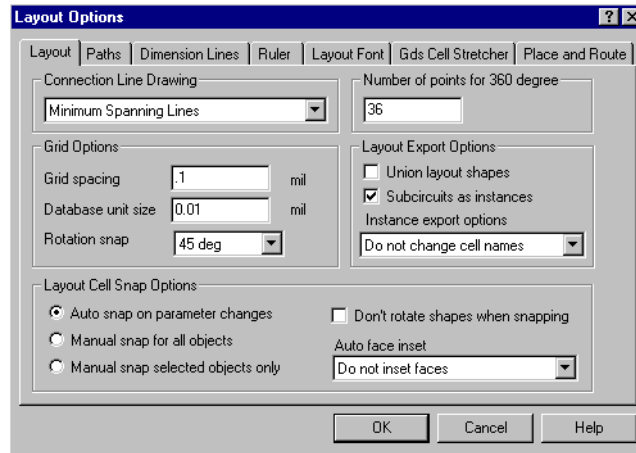 Layout Options
Layout Paths Dimension Lines Ruler Layout Font Gds Cell Stretcher Place and Route
Connection Line Drawing
Minimum Spanning Lines
Number of points for 360 degree
36
Grid Options
Grid spacing .1 mil
Database unit size 0.01 mil
Rotation snap 45 deg
Layout Export Options
Union layout shapes
Subcircuits as instances
Instance export options
Do not change cell names
Layout Cell Snap Options
Auto snap on parameter changes
Manual snap for all objects
Manual snap selected objects only
Don't rotate shapes when snapping
Auto face inset
Do not inset faces
OK Cancel Help